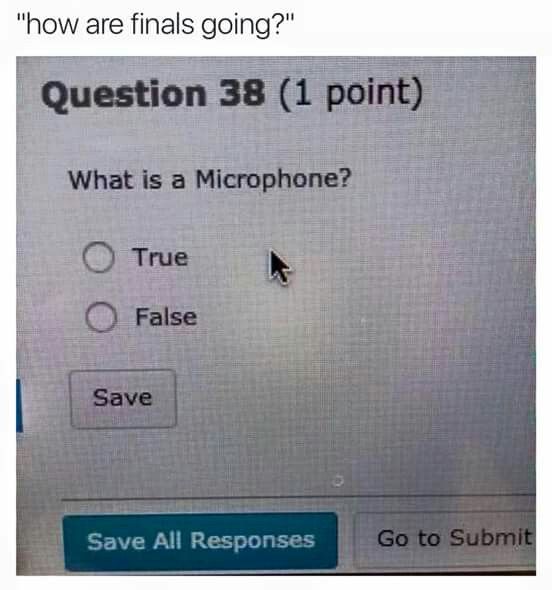 "how are finals going?"
Question 38 (1 point)
What is a Microphone?
True
False
Save
Save All Responses
Go to Submit